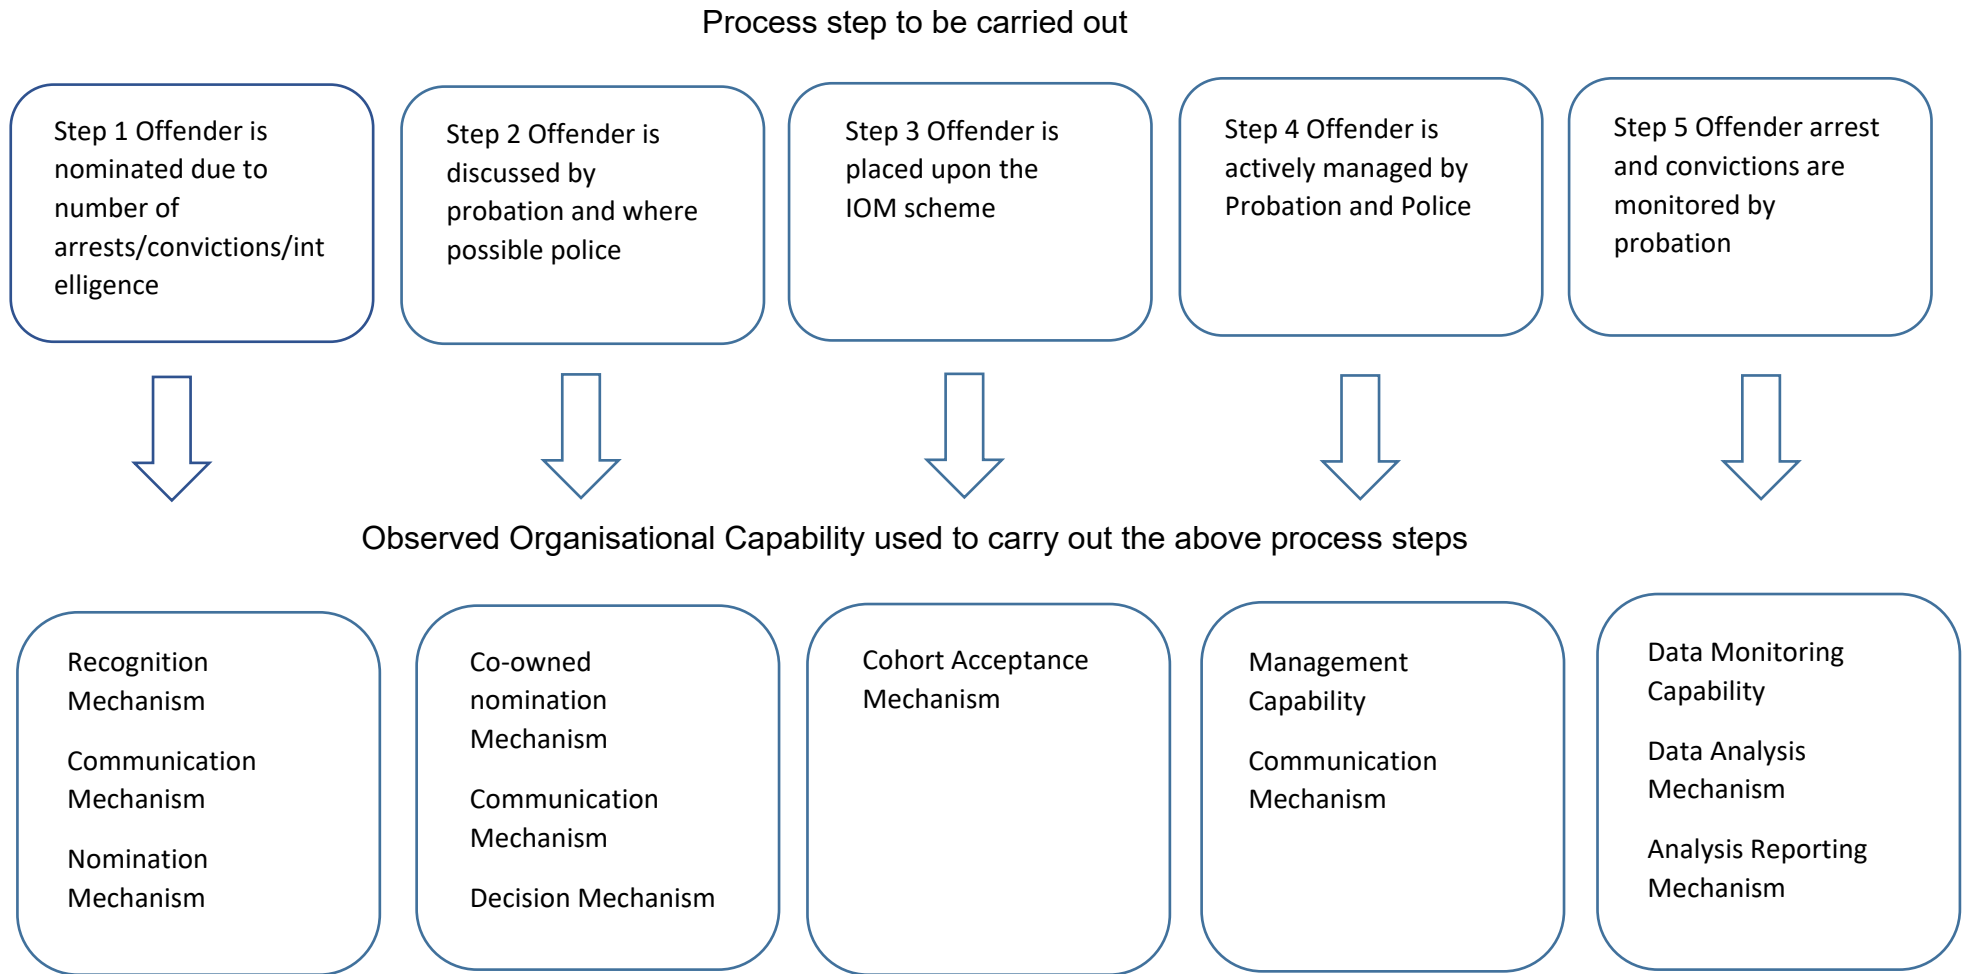 Process step to be carried out
Step 1 Offender is
nominated due to
number of
arrests/convictions/int
elligence
Step 2 Offender is
discussed by
probation and where
possible police
Step 3 Offender is
placed upon the
IOM scheme
Step 4 Offender is
actively managed by
Probation and Police
Step 5 Offender arrest
and convictions are
monitored by
probation
Observed Organisational Capability used to carry out the above process steps
Recognition
Mechanism
Communication
Mechanism
Nomination
Mechanism
Co-owned
nomination
Mechanism
Communication
Mechanism
Decision Mechanism
Cohort Acceptance
Mechanism
Management
Capability
Communication
Mechanism
Data Monitoring
Capability
Data Analysis
Mechanism
Analysis Reporting
Mechanism